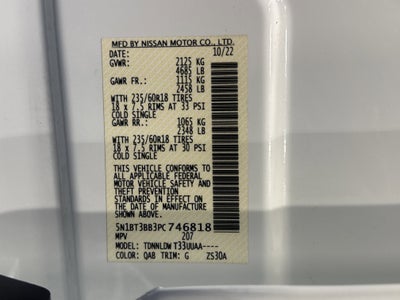 MFD BY NISSAN MOTOR CO., LTD.
DATE: 10/22
GVWR: 2125 KG
4685 LB
GAWR FR.: 1115 KG
2458 LB
WITH 235/60R18 TIRES
18 x 7.5 RIMS AT 33 PSI
COLD SINGLE
GAWR RR.: 1065 KG
2348 LB
WITH 235/60R18 TIRES
18 x 7.5 RIMS AT 30 PSI
COLD SINGLE
THIS VEHICLE CONFORMS
TO ALL APPLICABLE
FEDERAL MOTOR VEHICLE
SAFETY AND THEFT PREVENTION
STANDARDS IN EFFECT ON
THE DATE OF MANUFACTURE
SHOWN ABOVE.
5N1BT3BB3PC746818
MPV 207
MODEL: TDNNLDWT33UUAA----
COLOR: QAB TRIM: G ZS30A